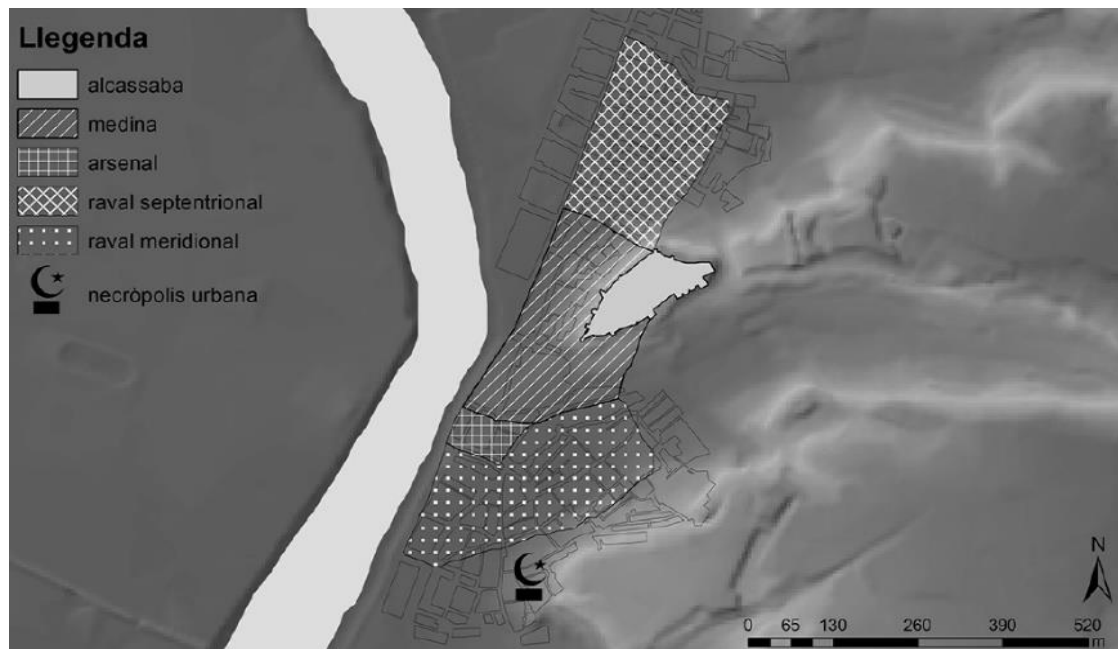 Llegenda
alcassaba
medina
arsenal
raval septentrional
raval meridional
necròpolis urbana
N
0 65 130 260 390 520
m